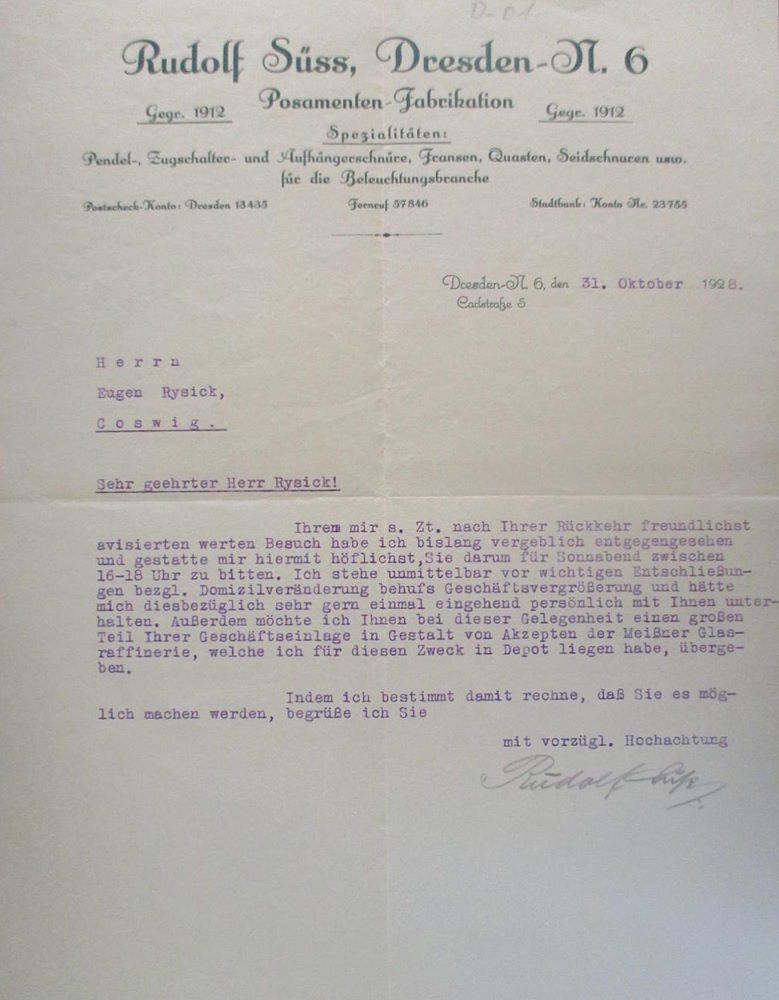 Rudolf Süss, Dresden-N. 6
Posamenten-Fabrikation
Gegr. 1912
Gegr. 1912
Spezialitäten:
Pendel-, Zugschalter- und Aufhängerschnüre, Fransen, Quasten, Seidschnuren usw.
für die Beleuchtungsbranche
Postscheck-Konto: Dresden 13435
Fernruf 57846
Stadtbank: Konto Nr. 23755
Dresden-N. 6, den 31. Oktober 1928.
Carlstraße 5
Herrn
Eugen Rysick,
Coswig.
Sehr geehrter Herr Rysick!
Ihrem mir s. Zt. nach Ihrer Rückkehr freundlichst
avisierten werten Besuch habe ich bislang vergeblich entgegengesehen
und gestatte mir hiermit höflichst,Sie darum für Sonnabend zwischen
16-18 Uhr zu bitten. Ich stehe unmittelbar vor wichtigen Entschließun-
gen bezgl. Domizilveränderung behufs Geschäftsvergrößerung und hätte
mich diesbezüglich sehr gern einmal eingehend persönlich mit Ihnen unter-
halten. Außerdem möchte ich Ihnen bei dieser Gelegenheit einen großen
Teil Ihrer Geschäftseinlage in Gestalt von Akzepten der Meißner Glas-
raffinerie, welche ich für diesen Zweck in Depot liegen habe, überge-
ben.
Indem ich bestimmt damit rechne, daß Sie es mög-
lich machen werden, begrüße ich Sie
mit vorzügl. Hochachtung
Rudolf Süß